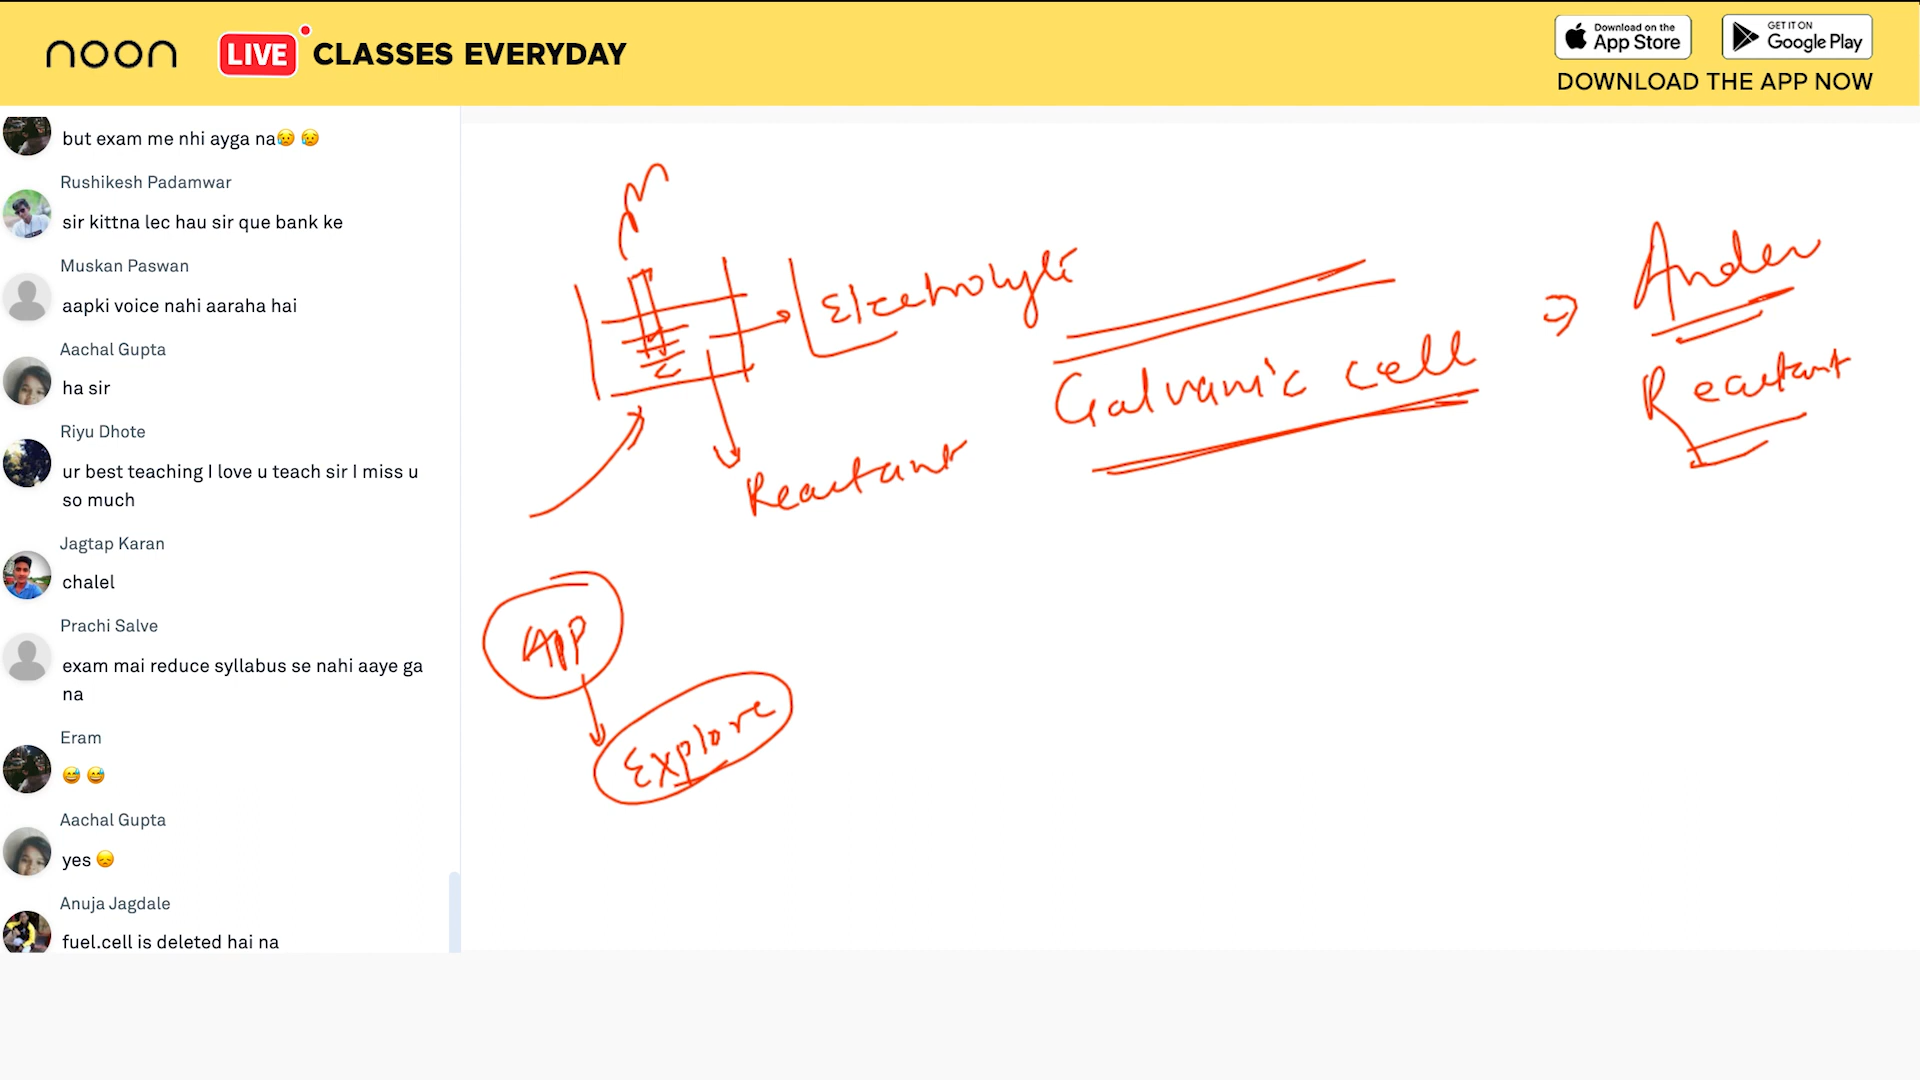 noon LIVE CLASSES EVERYDAY
Download on the App Store
GET IT ON Google Play
DOWNLOAD THE APP NOW
but exam me nhi ayga na😥 😥
Rushikesh Padamwar
sir kittna lec hau sir que bank ke
Muskan Paswan
aapki voice nahi aaraha hai
Aachal Gupta
ha sir
Riyu Dhote
ur best teaching I love u teach sir I miss u
so much
Jagtap Karan
chalel
Prachi Salve
exam mai reduce syllabus se nahi aaye ga
na
Eram
😅 😅
Aachal Gupta
yes 😞
Anuja Jagdale
fuel.cell is deleted hai na
Electrolyte
Reactant
Galvanic cell
⇒ Ander
Reactant
App
Explore